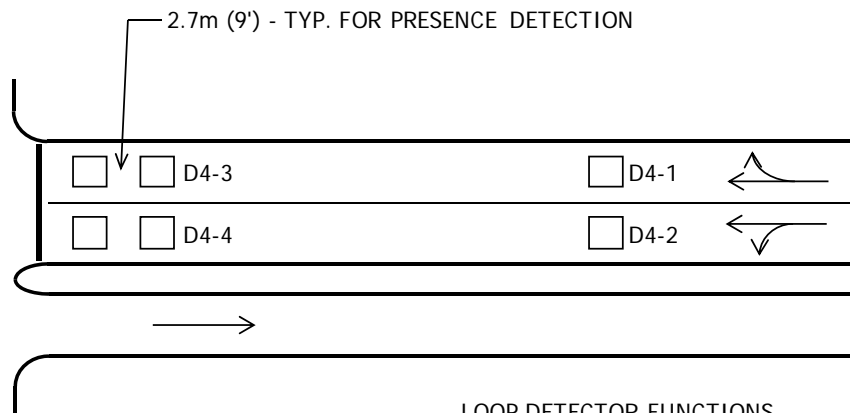 2.7m (9') - TYP. FOR PRESENCE DETECTION
D4-3
D4-1
D4-4
D4-2
LOOP DETECTOR FUNCTIONS